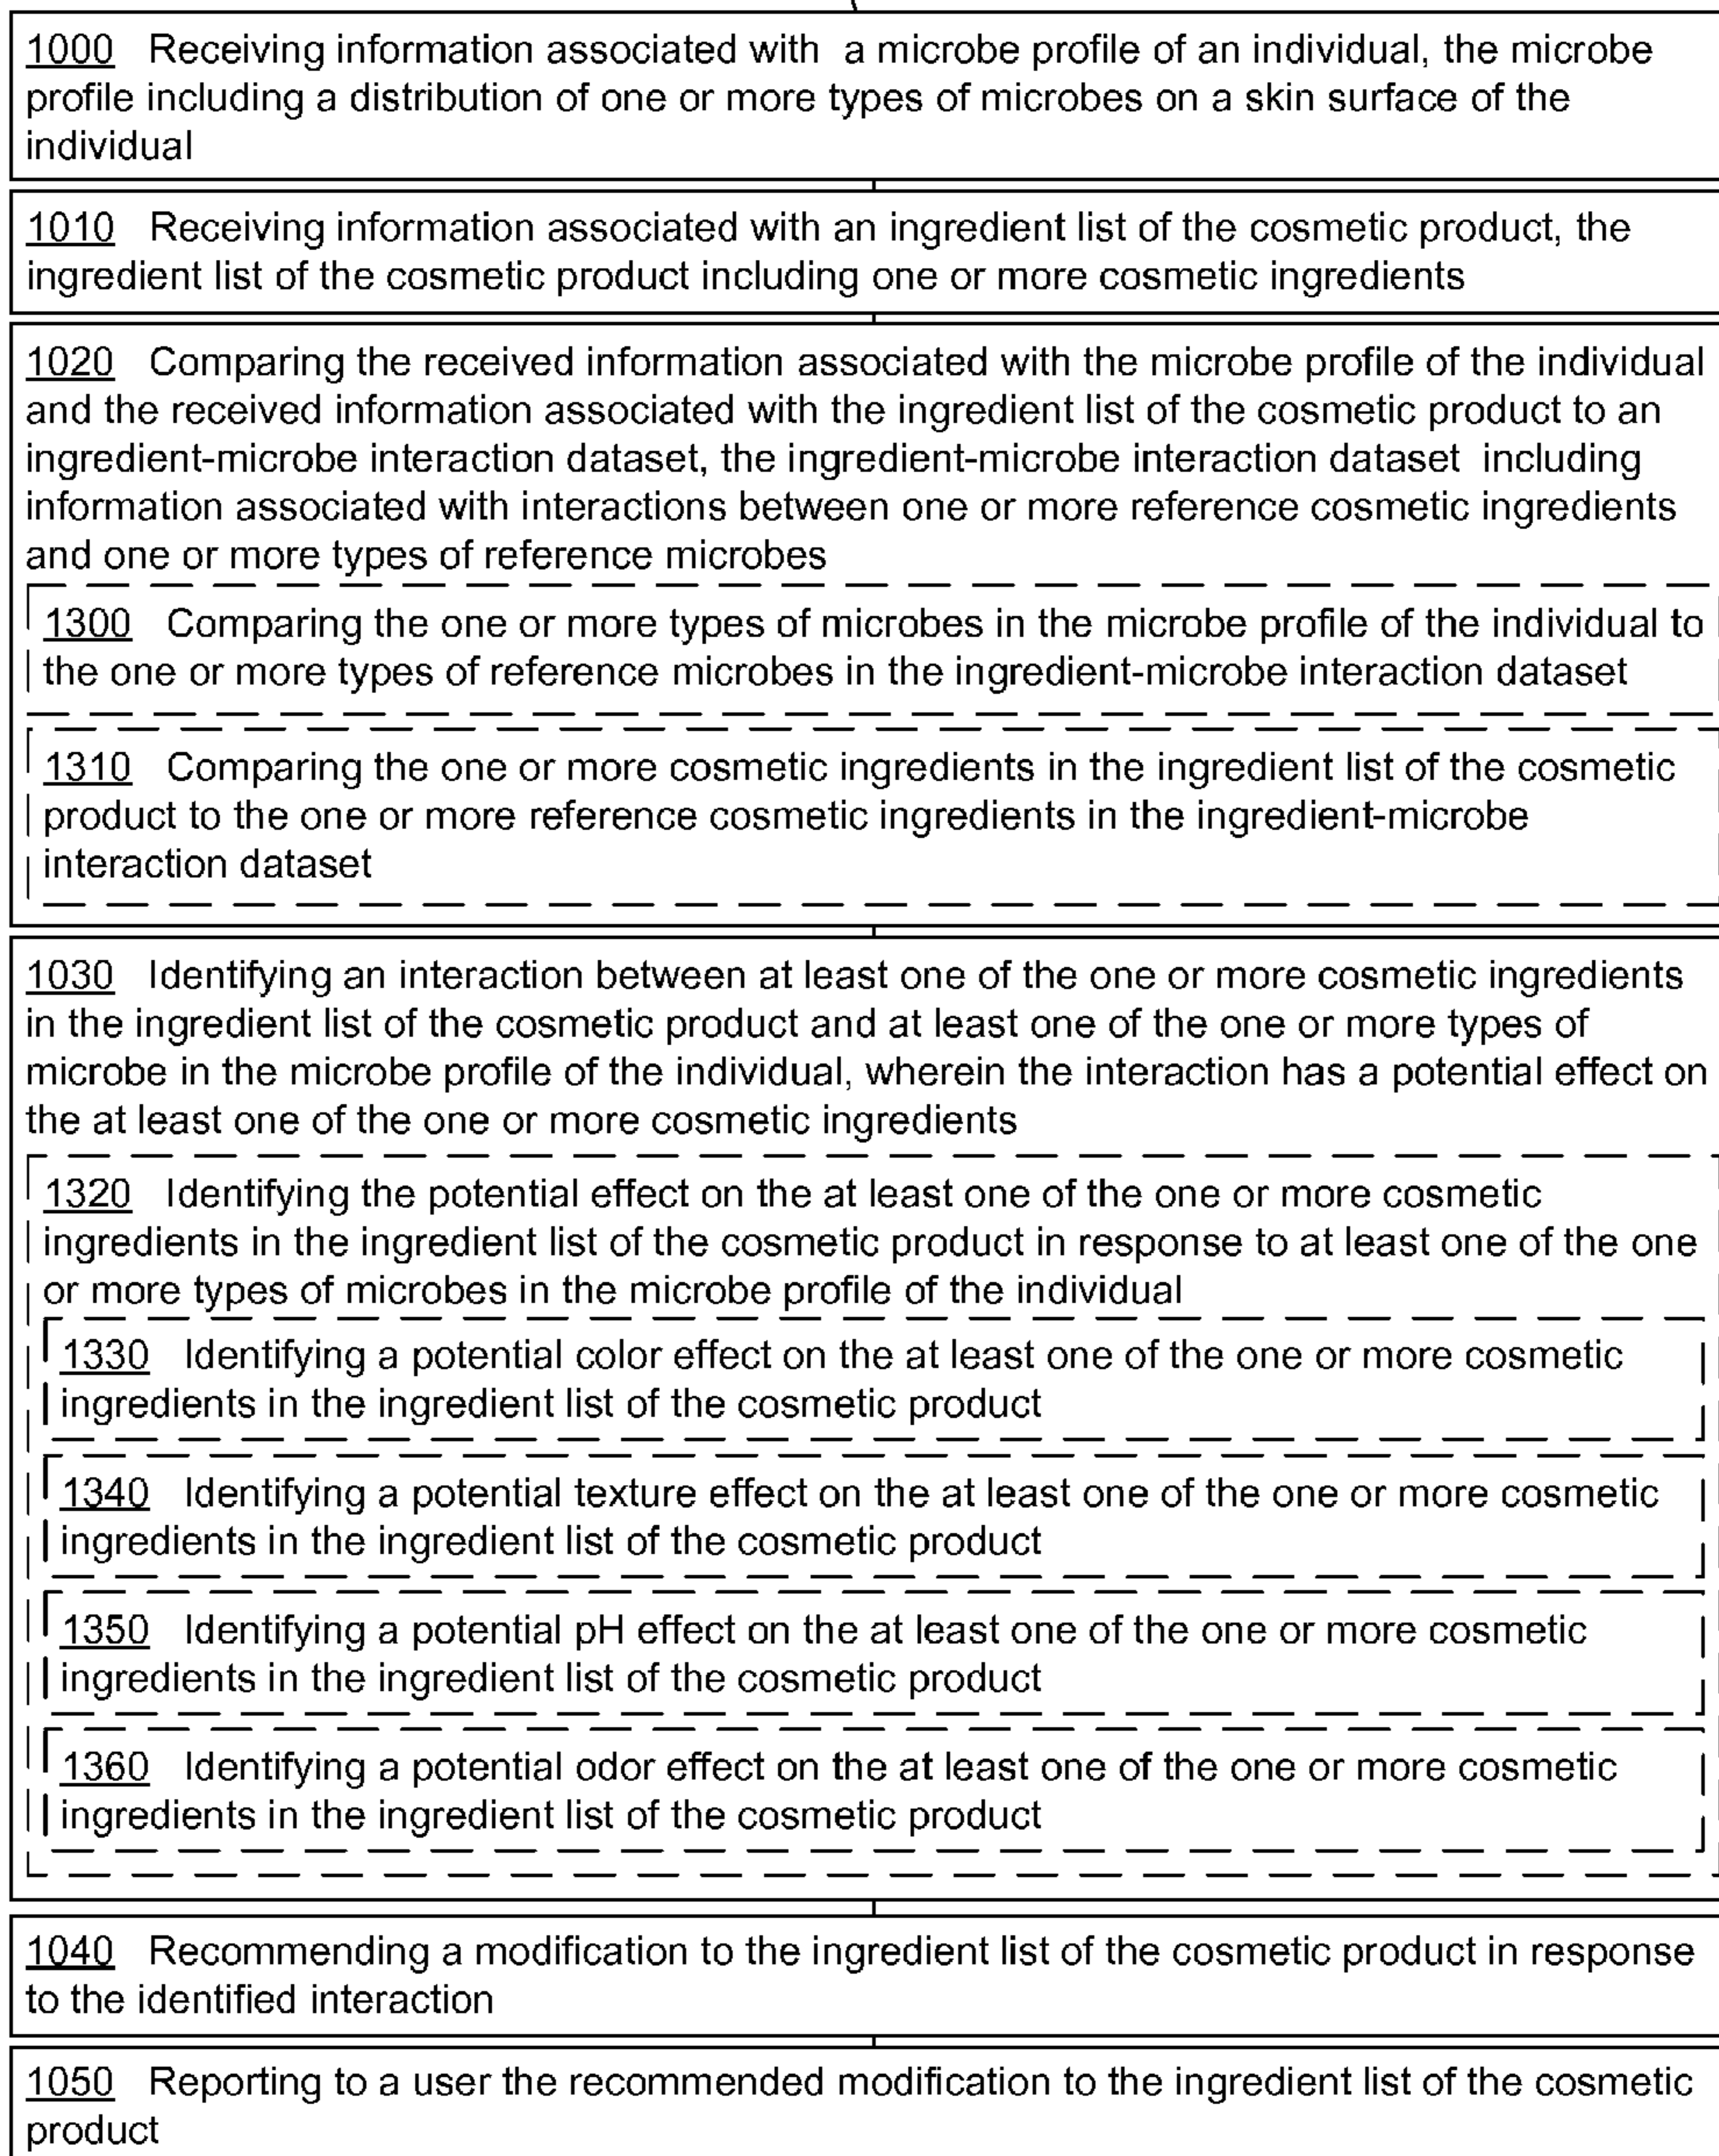 1000 Receiving information associated with a microbe profile of an individual, the microbe
profile including a distribution of one or more types of microbes on a skin surface of the
individual
1010 Receiving information associated with an ingredient list of the cosmetic product, the
ingredient list of the cosmetic product including one or more cosmetic ingredients
1020 Comparing the received information associated with the microbe profile of the individual
and the received information associated with the ingredient list of the cosmetic product to an
ingredient-microbe interaction dataset, the ingredient-microbe interaction dataset including
information associated with interactions between one or more reference cosmetic ingredients
and one or more types of reference microbes
1300 Comparing the one or more types of microbes in the microbe profile of the individual to
the one or more types of reference microbes in the ingredient-microbe interaction dataset
1310 Comparing the one or more cosmetic ingredients in the ingredient list of the cosmetic
product to the one or more reference cosmetic ingredients in the ingredient-microbe
interaction dataset
1030 Identifying an interaction between at least one of the one or more cosmetic ingredients
in the ingredient list of the cosmetic product and at least one of the one or more types of
microbe in the microbe profile of the individual, wherein the interaction has a potential effect on
the at least one of the one or more cosmetic ingredients
1320 Identifying the potential effect on the at least one of the one or more cosmetic
ingredients in the ingredient list of the cosmetic product in response to at least one of the one
or more types of microbes in the microbe profile of the individual
1330 Identifying a potential color effect on the at least one of the one or more cosmetic
ingredients in the ingredient list of the cosmetic product
1340 Identifying a potential texture effect on the at least one of the one or more cosmetic
ingredients in the ingredient list of the cosmetic product
1350 Identifying a potential pH effect on the at least one of the one or more cosmetic
ingredients in the ingredient list of the cosmetic product
1360 Identifying a potential odor effect on the at least one of the one or more cosmetic
ingredients in the ingredient list of the cosmetic product
1040 Recommending a modification to the ingredient list of the cosmetic product in response
to the identified interaction
1050 Reporting to a user the recommended modification to the ingredient list of the cosmetic
product